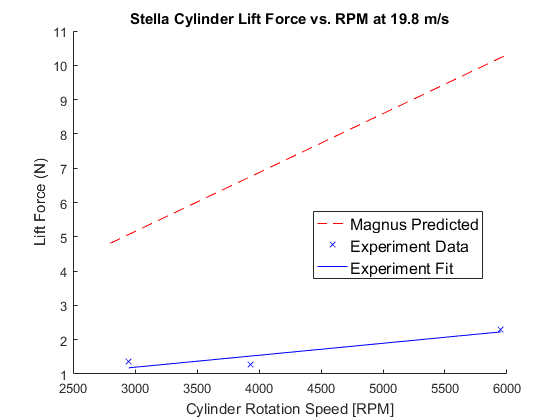 Stella Cylinder Lift Force vs. RPM at 19.8 m/s
11
10
9
8
7
6
5
4
3
2
1
Lift Force (N)
Magnus Predicted
Experiment Data
Experiment Fit
2500 3000 3500 4000 4500 5000 5500 6000
Cylinder Rotation Speed [RPM]